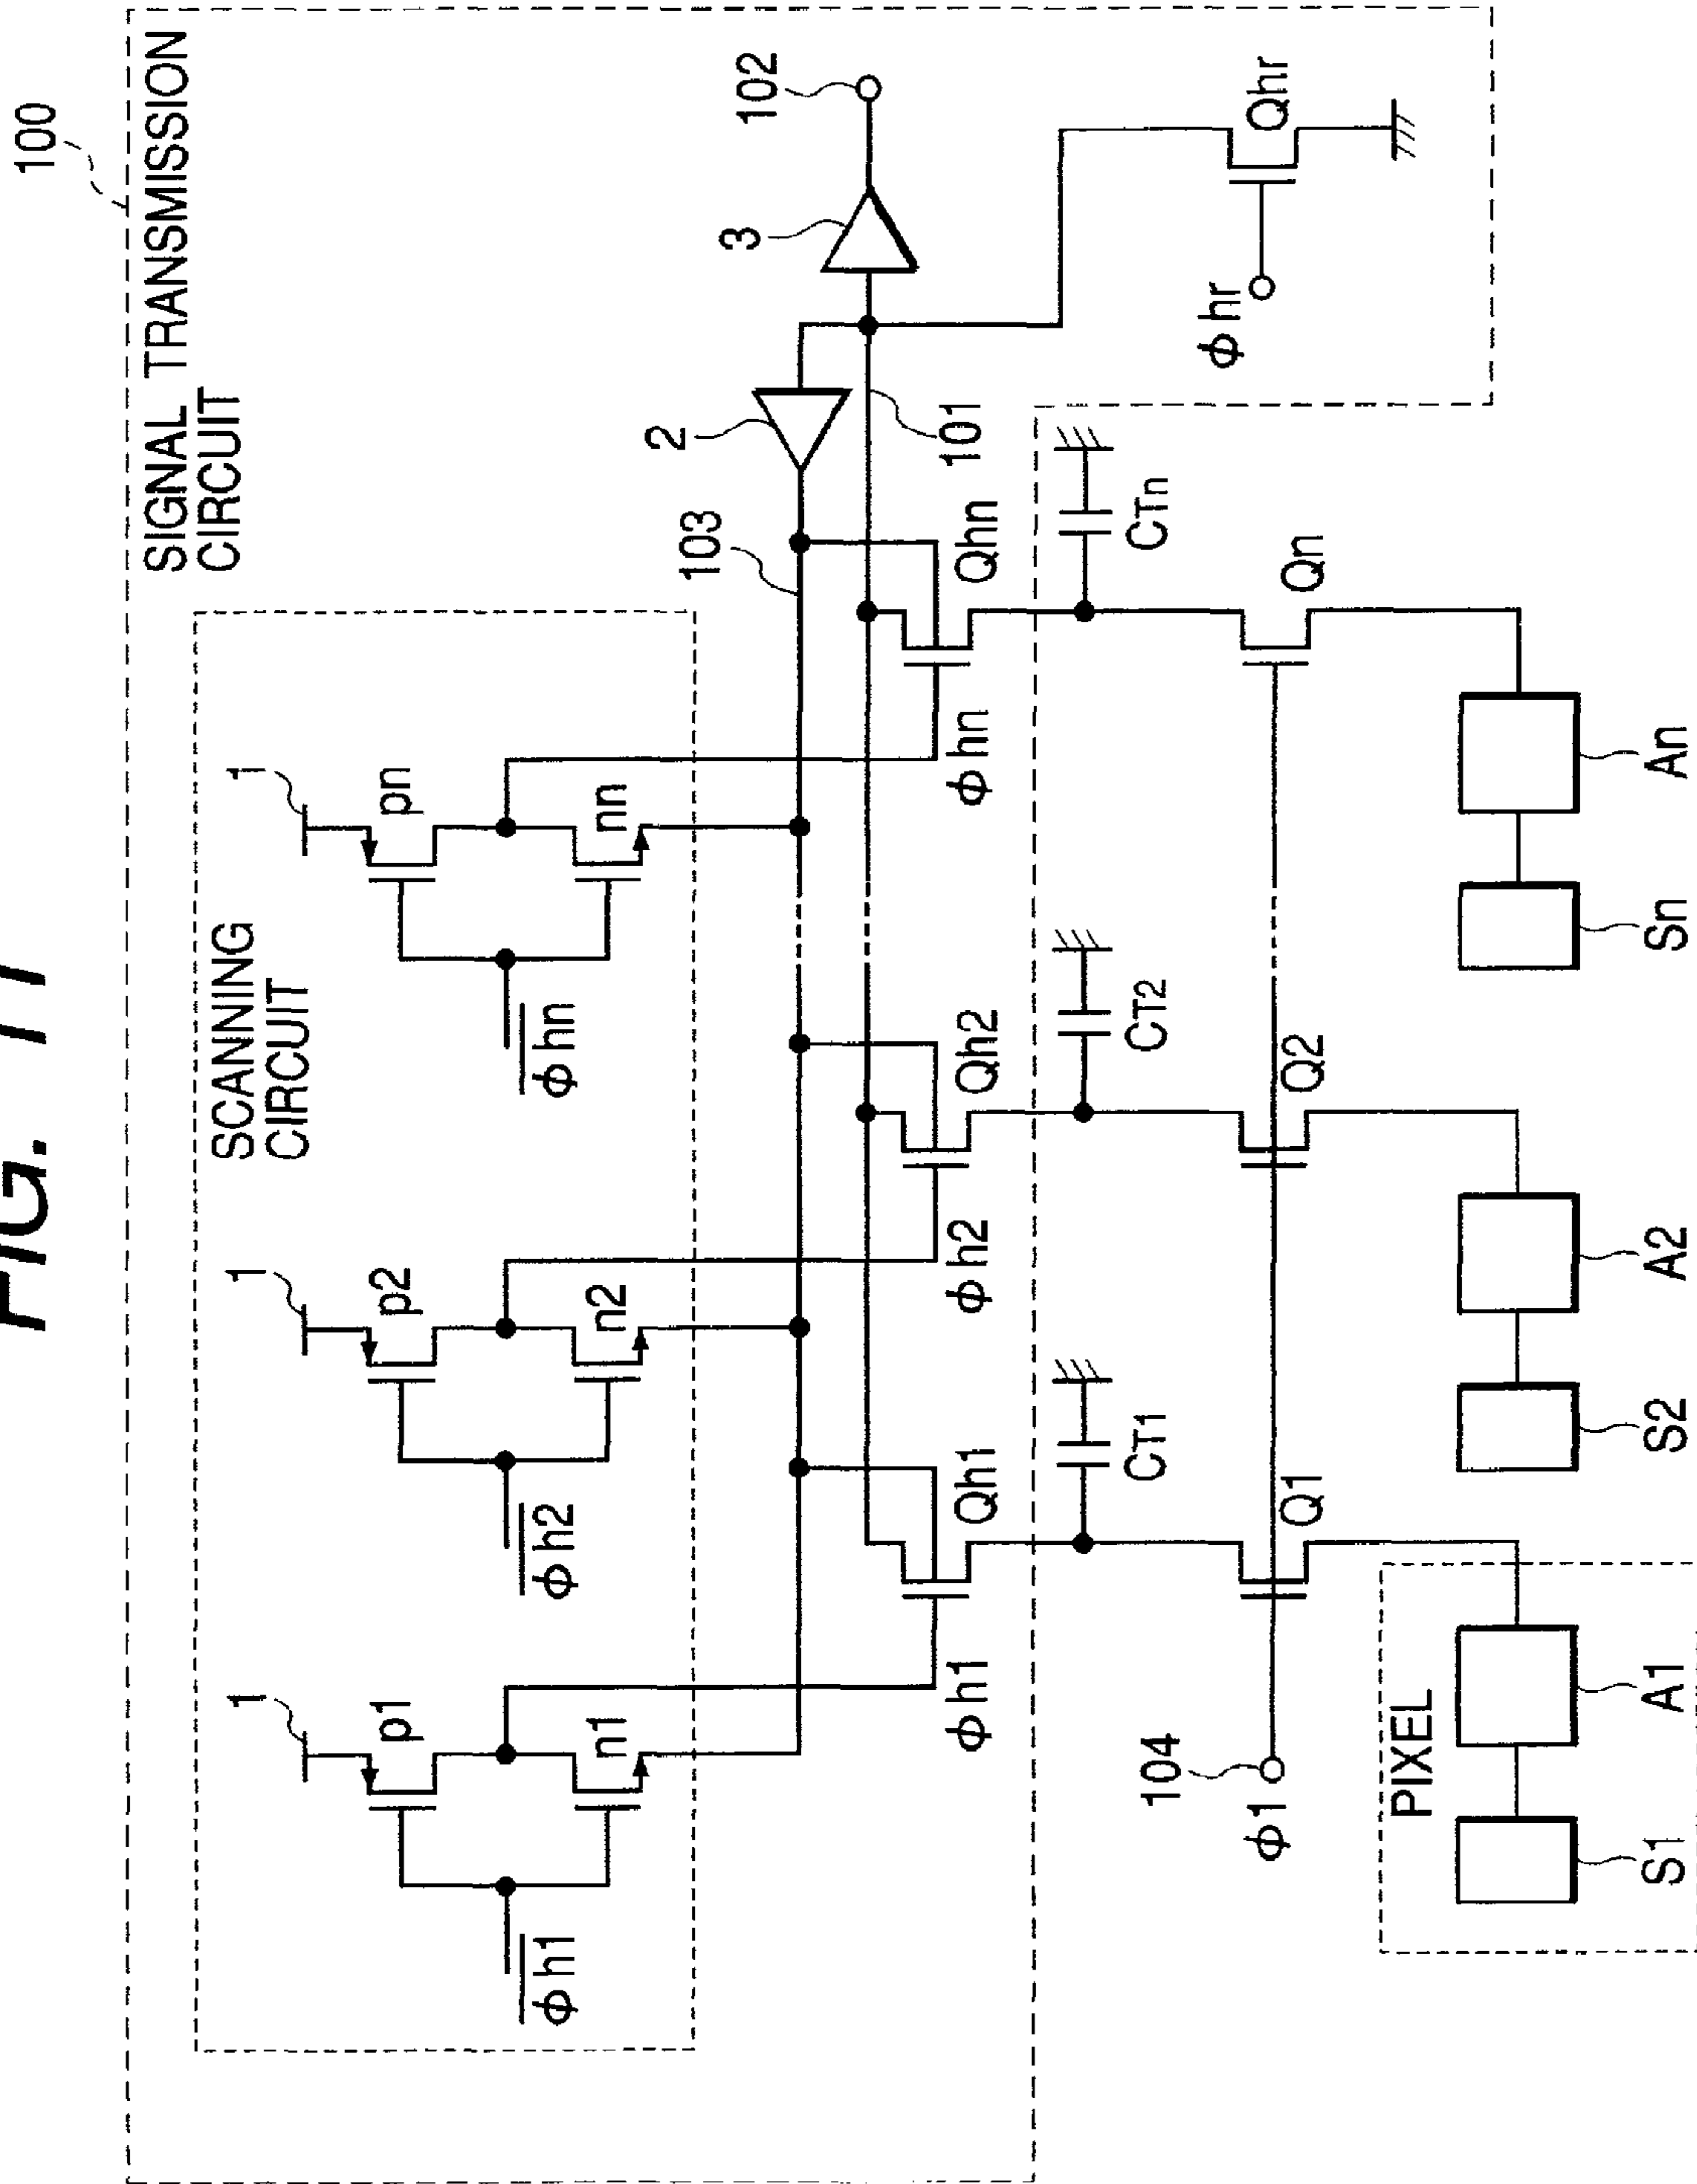 FIG. 11
100
SIGNAL TRANSMISSION
CIRCUIT
SCANNING
CIRCUIT
1
1
1
p1
p2
pn
φh1
φh2
φhn
n1
n2
nn
103
2
3
102
φh1
Qh1
φh2
Qh2
φhn
Qhn
101
CT1
CT2
CTn
104
φ1
Q1
Q2
Qn
φhr
Qhr
PIXEL
S1
A1
S2
A2
Sn
An